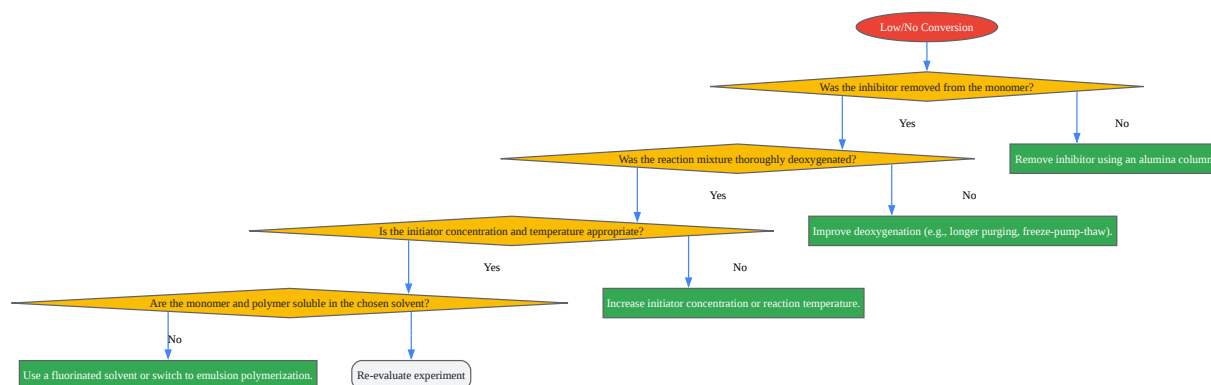 Low/No Conversion
Was the inhibitor removed from the monomer?
Yes
No
Was the reaction mixture thoroughly deoxygenated?
Remove inhibitor using an alumina column
Yes
No
Is the initiator concentration and temperature appropriate?
Improve deoxygenation (e.g., longer purging, freeze-pump-thaw).
Yes
No
Are the monomer and polymer soluble in the chosen solvent?
Increase initiator concentration or reaction temperature.
No
Use a fluorinated solvent or switch to emulsion polymerization.
Re-evaluate experiment